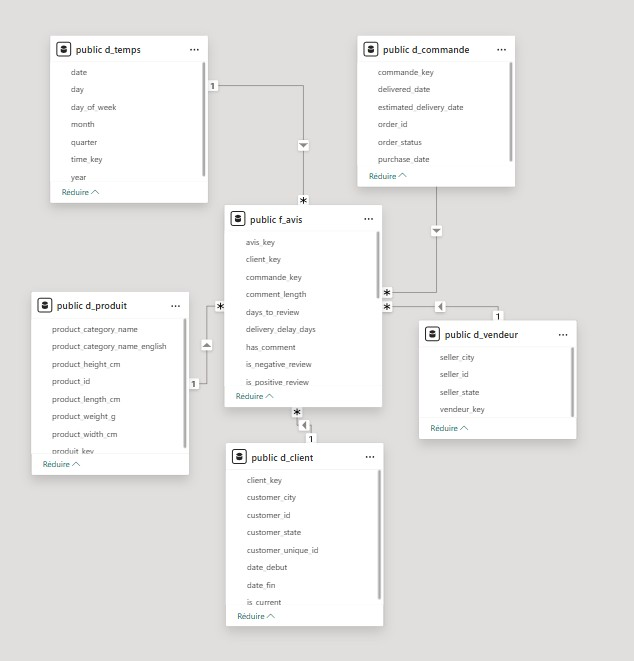 public d_temps
date
day
day_of_week
month
quarter
time_key
year
Réduire
public d_commande
commande_key
delivered_date
estimated_delivery_date
order_id
order_status
purchase_date
Réduire
1
*
public f_avis
avis_key
client_key
commande_key
comment_length
days_to_review
delivery_delay_days
has_comment
is_negative_review
is_positive_review
Réduire
*
*
*
1
public d_produit
product_category_name
product_category_name_english
product_height_cm
product_id
product_length_cm
product_weight_g
product_width_cm
produit_key
Réduire
1
public d_vendeur
seller_city
seller_id
seller_state
vendeur_key
Réduire
*
1
public d_client
client_key
customer_city
customer_id
customer_state
customer_unique_id
date_debut
date_fin
is_current
Réduire